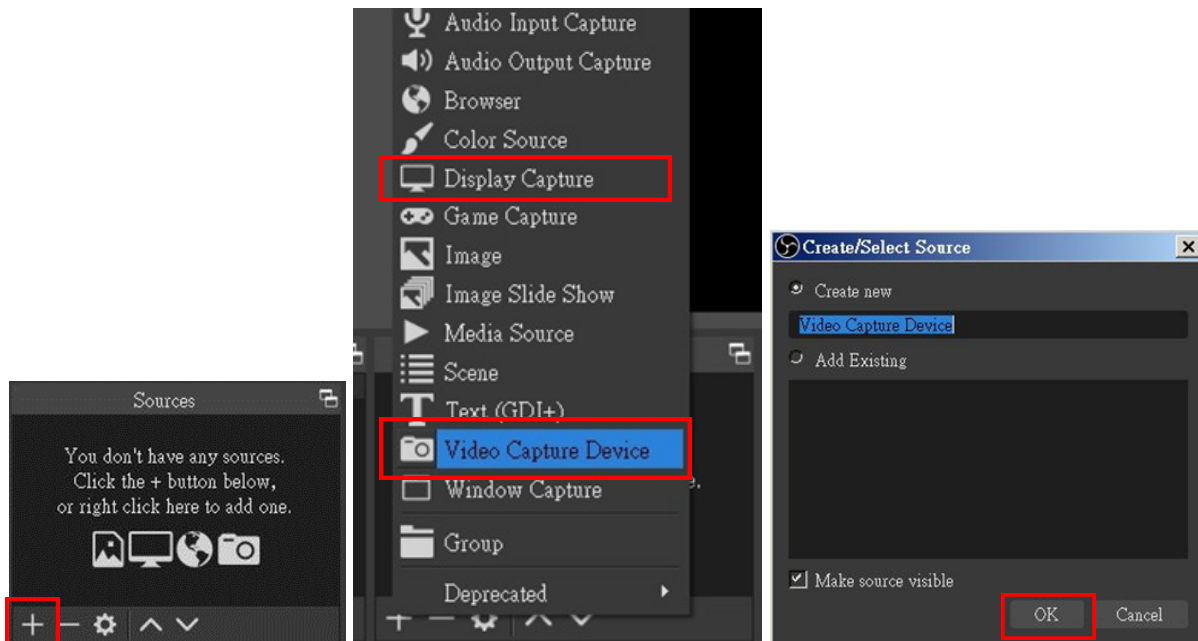 Sources
You don't have any sources.
Click the + button below,
or right click here to add one.
Audio Input Capture
Audio Output Capture
Browser
Color Source
Display Capture
Game Capture
Image
Image Slide Show
Media Source
Scene
Text (GDI+)
Video Capture Device
Window Capture
Group
Deprecated
e.
Create/Select Source
Create new
Video Capture Device
Add Existing
Make source visible
OK Cancel